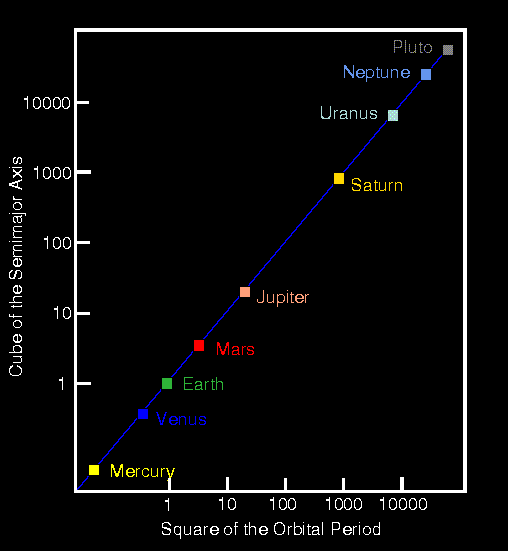 Pluto
Neptune
10000
Uranus
1000
Saturn
100
Jupiter
10
Mars
1
Earth
Venus
Mercury
1 10 100 1000 10000
Square of the Orbital Period
Cube of the Semimajor Axis